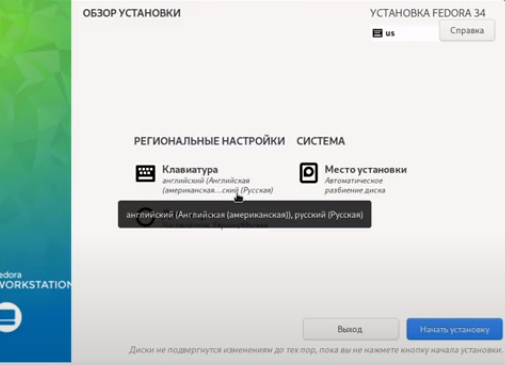 ОБЗОР УСТАНОВКИ
УСТАНОВКА FEDORA 34
us
Справка
РЕГИОНАЛЬНЫЕ НАСТРОЙКИ
СИСТЕМА
Клавиатура
английский (Английская
(американская...ский (Русская)
Место установки
Автоматическое
разбиение диска
английский (Английская (американская)), русский (Русская)
edora
WORKSTATION
Выход
Начать установку
Диски не подвергнутся изменениям до тех пор, пока вы не нажмете кнопку начала установки.